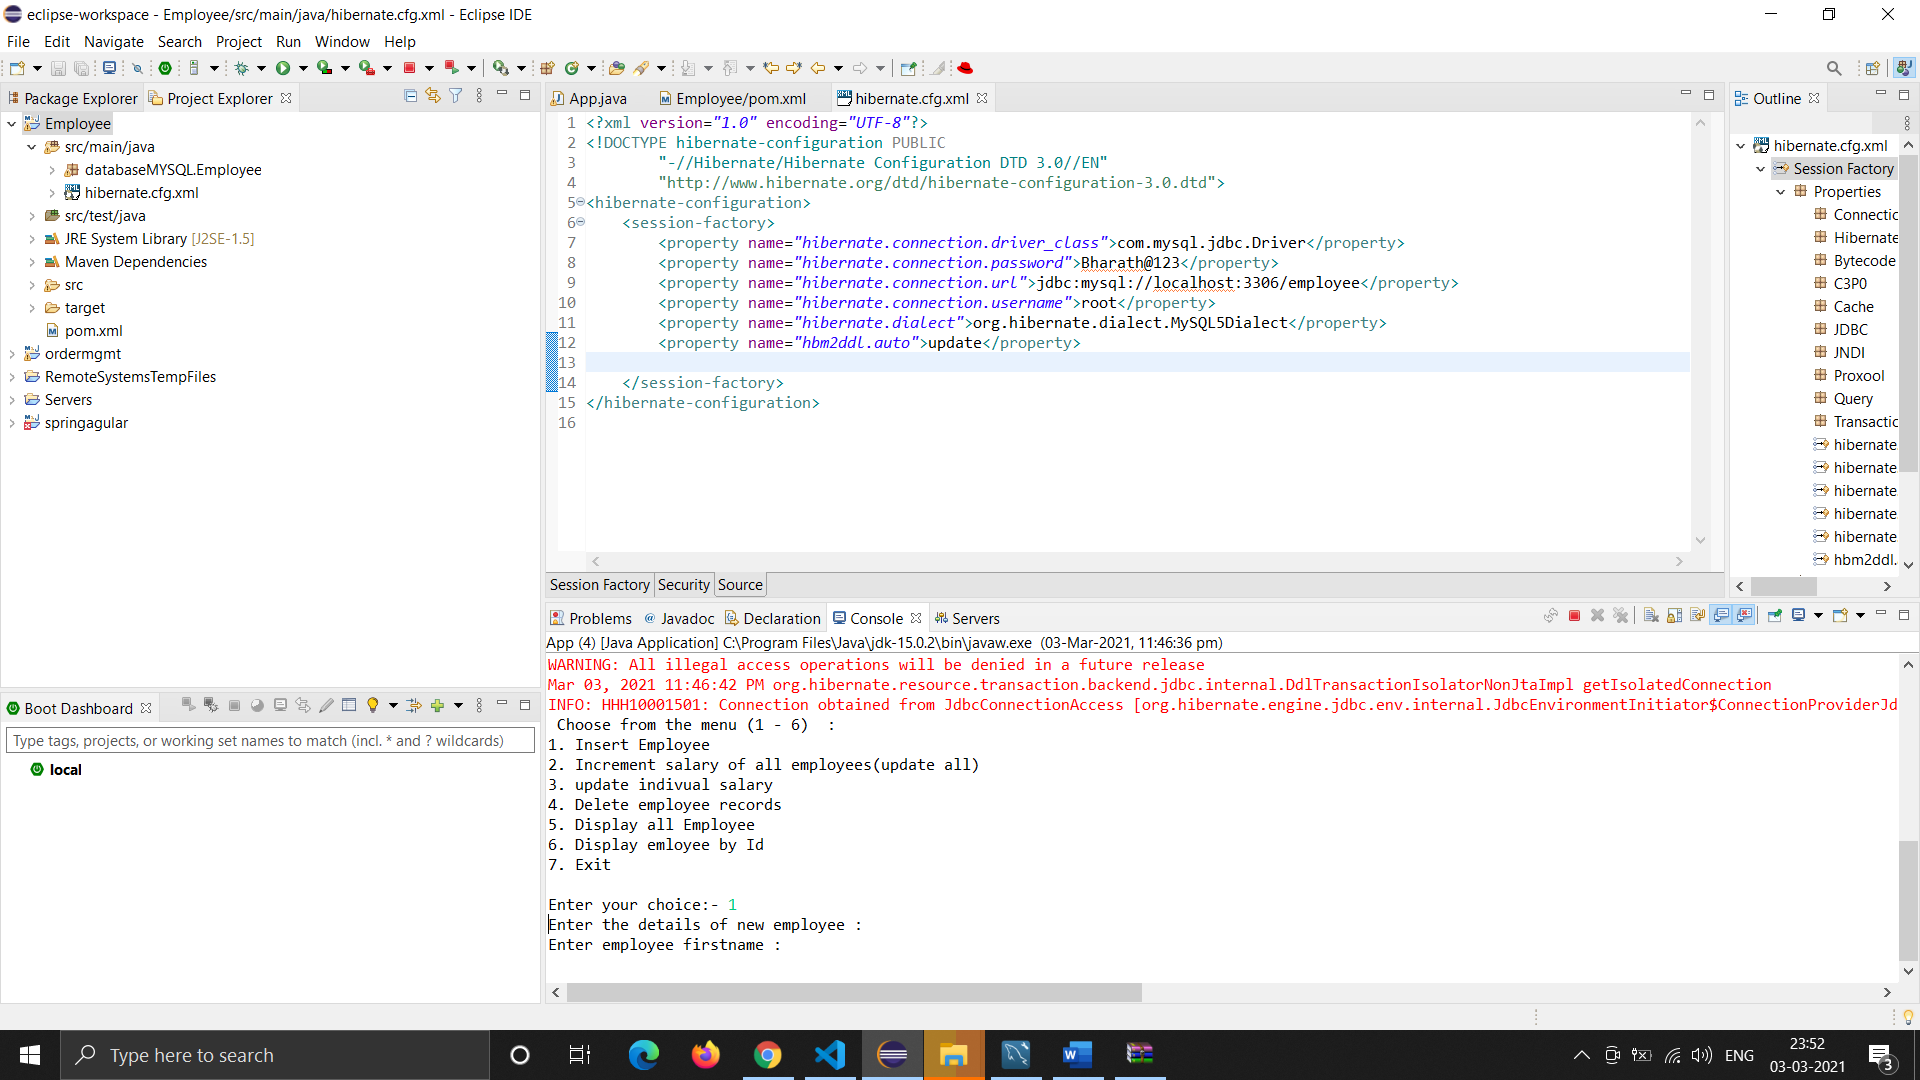 eclipse-workspace - Employee/src/main/java/hibernate.cfg.xml - Eclipse IDE
File Edit Navigate Search Project Run Window Help
Package Explorer Project Explorer
Employee
src/main/java
databaseMYSQL.Employee
hibernate.cfg.xml
src/test/java
JRE System Library [J2SE-1.5]
Maven Dependencies
src
target
pom.xml
ordermgmt
RemoteSystemsTempFiles
Servers
springagular
Boot Dashboard
Type tags, projects, or working set names to match (incl. * and ? wildcards)
local
App.java Employee/pom.xml hibernate.cfg.xml
1 <?xml version="1.0" encoding="UTF-8"?>
2 <!DOCTYPE hibernate-configuration PUBLIC
3 "-//Hibernate/Hibernate Configuration DTD 3.0//EN"
4 "http://www.hibernate.org/dtd/hibernate-configuration-3.0.dtd">
5 <hibernate-configuration>
6 <session-factory>
7 <property name="hibernate.connection.driver_class">com.mysql.jdbc.Driver</property>
8 <property name="hibernate.connection.password">Bharath@123</property>
9 <property name="hibernate.connection.url">jdbc:mysql://localhost:3306/employee</property>
10 <property name="hibernate.connection.username">root</property>
11 <property name="hibernate.dialect">org.hibernate.dialect.MySQL5Dialect</property>
12 <property name="hbm2ddl.auto">update</property>
13
14 </session-factory>
15 </hibernate-configuration>
16
Session Factory Security Source
Outline
hibernate.cfg.xml
Session Factory
Properties
Connectic
Hibernate
Bytecode
C3P0
Cache
JDBC
JNDI
Proxool
Query
Transactic
hibernate
hibernate
hibernate
hibernate
hibernate
hbm2ddl.
Problems @ Javadoc Declaration Console Servers
App (4) [Java Application] C:\Program Files\Java\jdk-15.0.2\bin\javaw.exe (03-Mar-2021, 11:46:36 pm)
WARNING: All illegal access operations will be denied in a future release
Mar 03, 2021 11:46:42 PM org.hibernate.resource.transaction.backend.jdbc.internal.DdlTransactionIsolatorNonJtaImpl getIsolatedConnection
INFO: HHH10001501: Connection obtained from JdbcConnectionAccess [org.hibernate.engine.jdbc.env.internal.JdbcEnvironmentInitiator$ConnectionProviderJd
Choose from the menu (1 - 6) :
1. Insert Employee
2. Increment salary of all employees(update all)
3. update indivual salary
4. Delete employee records
5. Display all Employee
6. Display emloyee by Id
7. Exit
Enter your choice:- 1
Enter the details of new employee :
Enter employee firstname :
Type here to search
ENG
23:52
03-03-2021
3